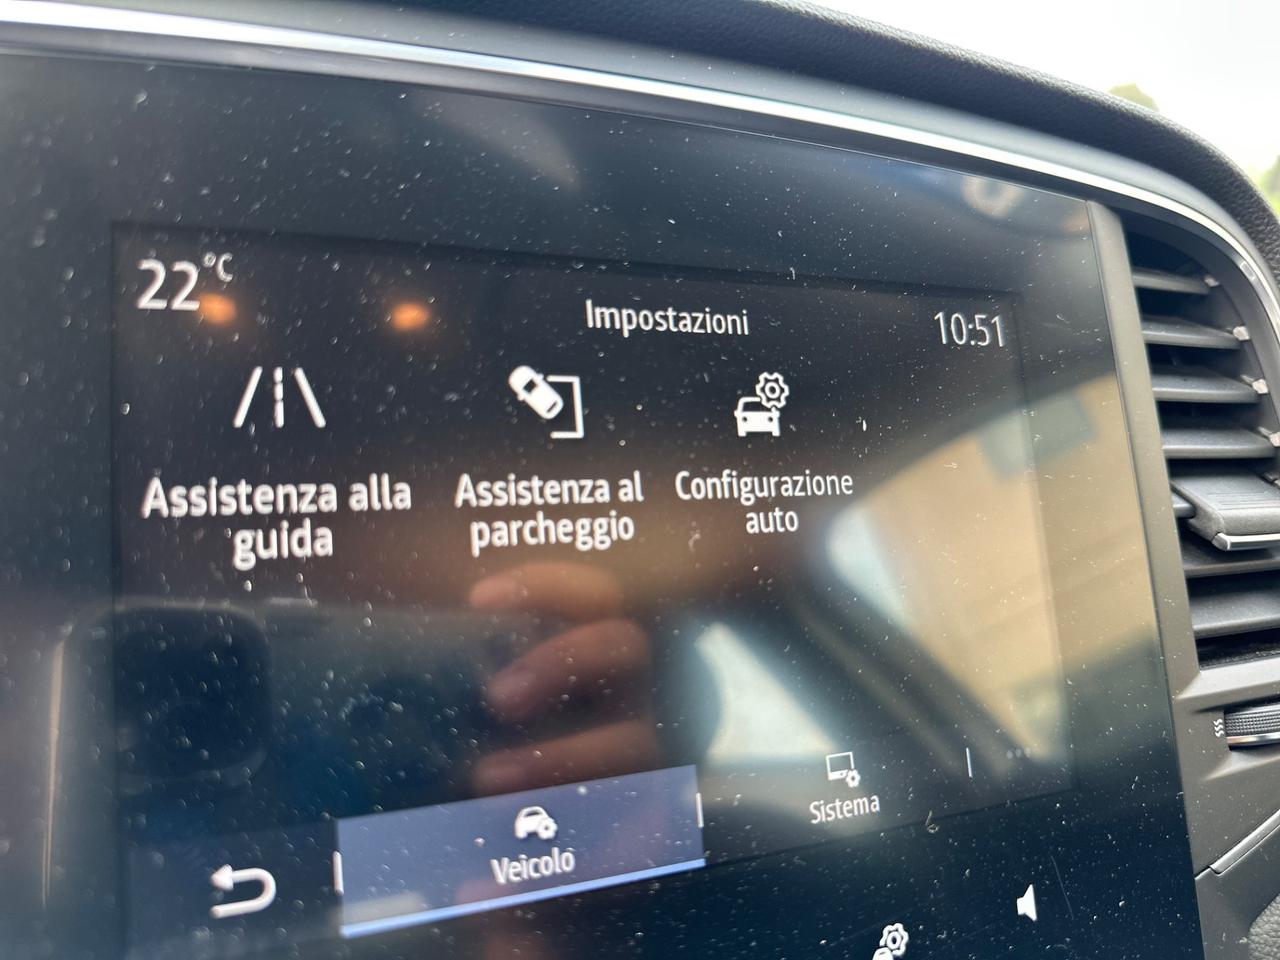 22°C
Impostazioni
10:51
Assistenza alla
guida
Assistenza al
parcheggio
Configurazione
auto
Veicolo
Sistema